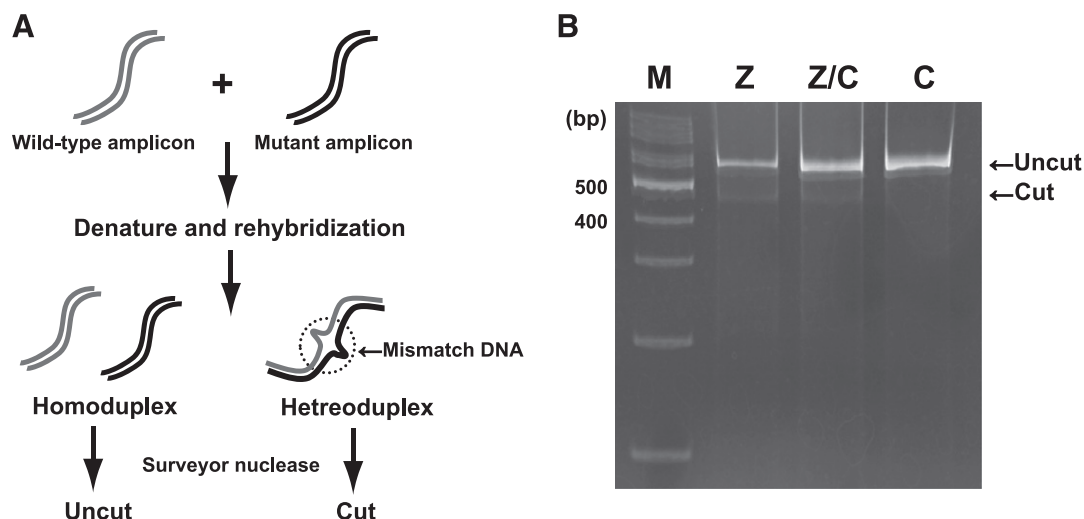 A
Wild-type amplicon
+
Mutant amplicon
Denature and rehybridization
←Mismatch DNA
Homoduplex
Hetreoduplex
Surveyor nuclease
Uncut
Cut
B
M Z Z/C C
(bp)
←Uncut
500
←Cut
400